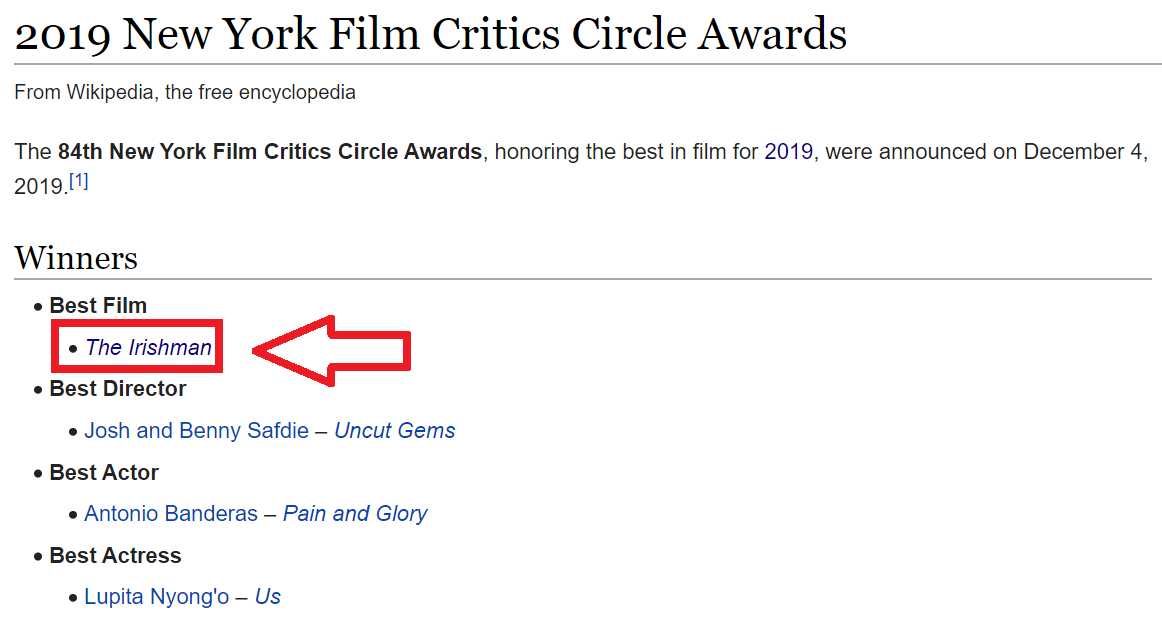 2019 New York Film Critics Circle Awards
From Wikipedia, the free encyclopedia
The 84th New York Film Critics Circle Awards, honoring the best in film for 2019, were announced on December 4,
2019.[1]
Winners
• Best Film
• The Irishman
• Best Director
• Josh and Benny Safdie – Uncut Gems
• Best Actor
• Antonio Banderas – Pain and Glory
• Best Actress
• Lupita Nyong'o – Us